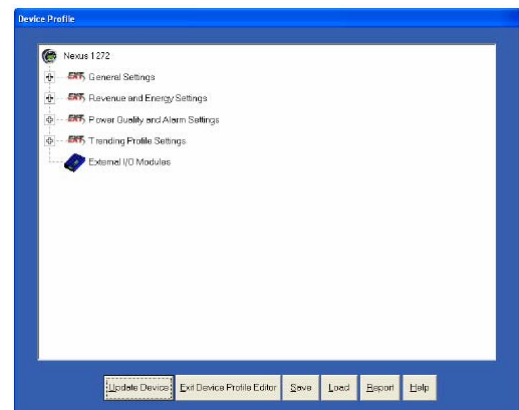 Device Profile
Nexus 1272
General Settings
Revenue and Energy Settings
Power Quality and Alarm Settings
Trending Profile Settings
External I/O Modules
Update Device Exit Device Profile Editor Save Load Report Help